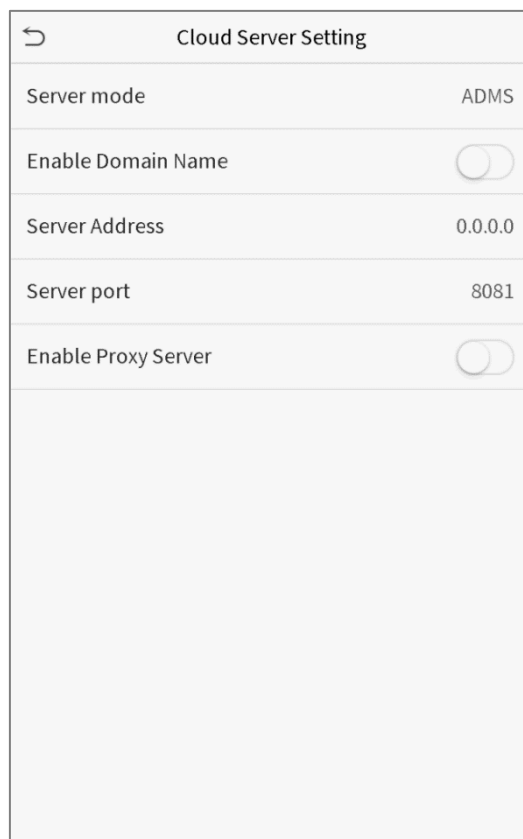 Cloud Server Setting
Server mode ADMS
Enable Domain Name
Server Address 0.0.0.0
Server port 8081
Enable Proxy Server